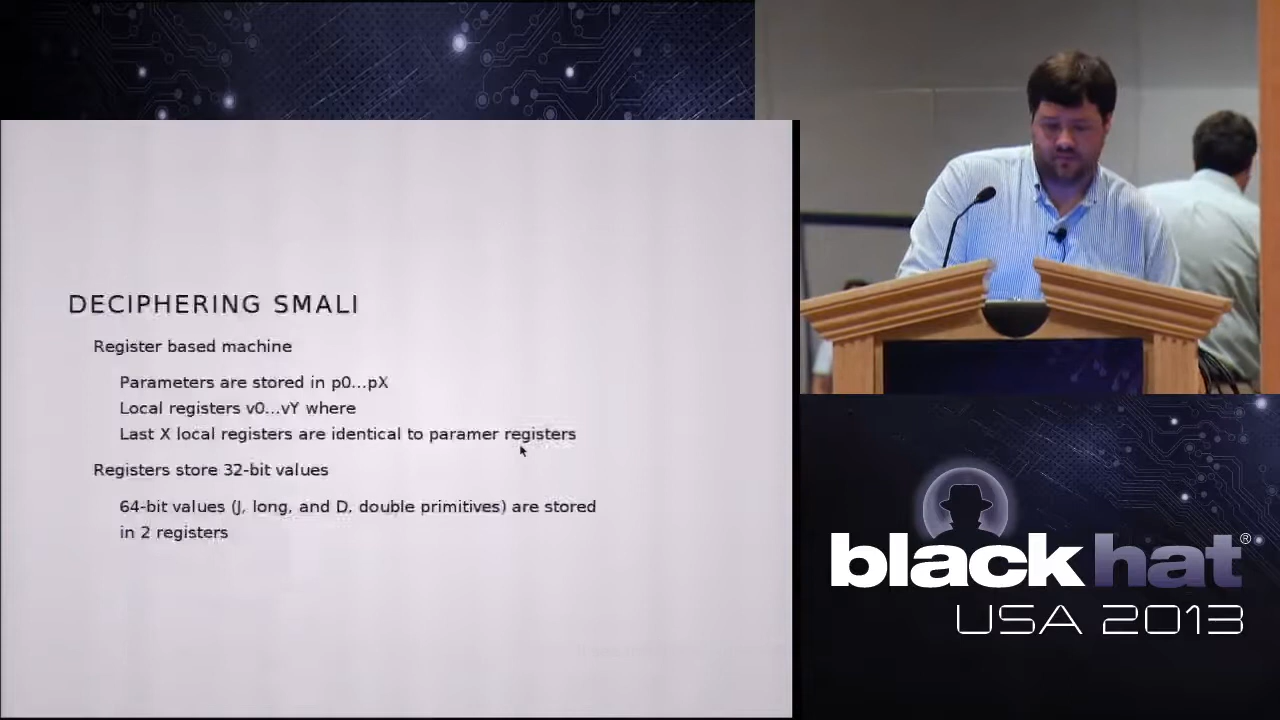 DECIPHERING SMALI
Register based machine
Parameters are stored in p0...pX
Local registers v0...vY where
Last X local registers are identical to paramer registers
Registers store 32-bit values
64-bit values (J, long, and D, double primitives) are stored
in 2 registers
blackhat®
USA 2013